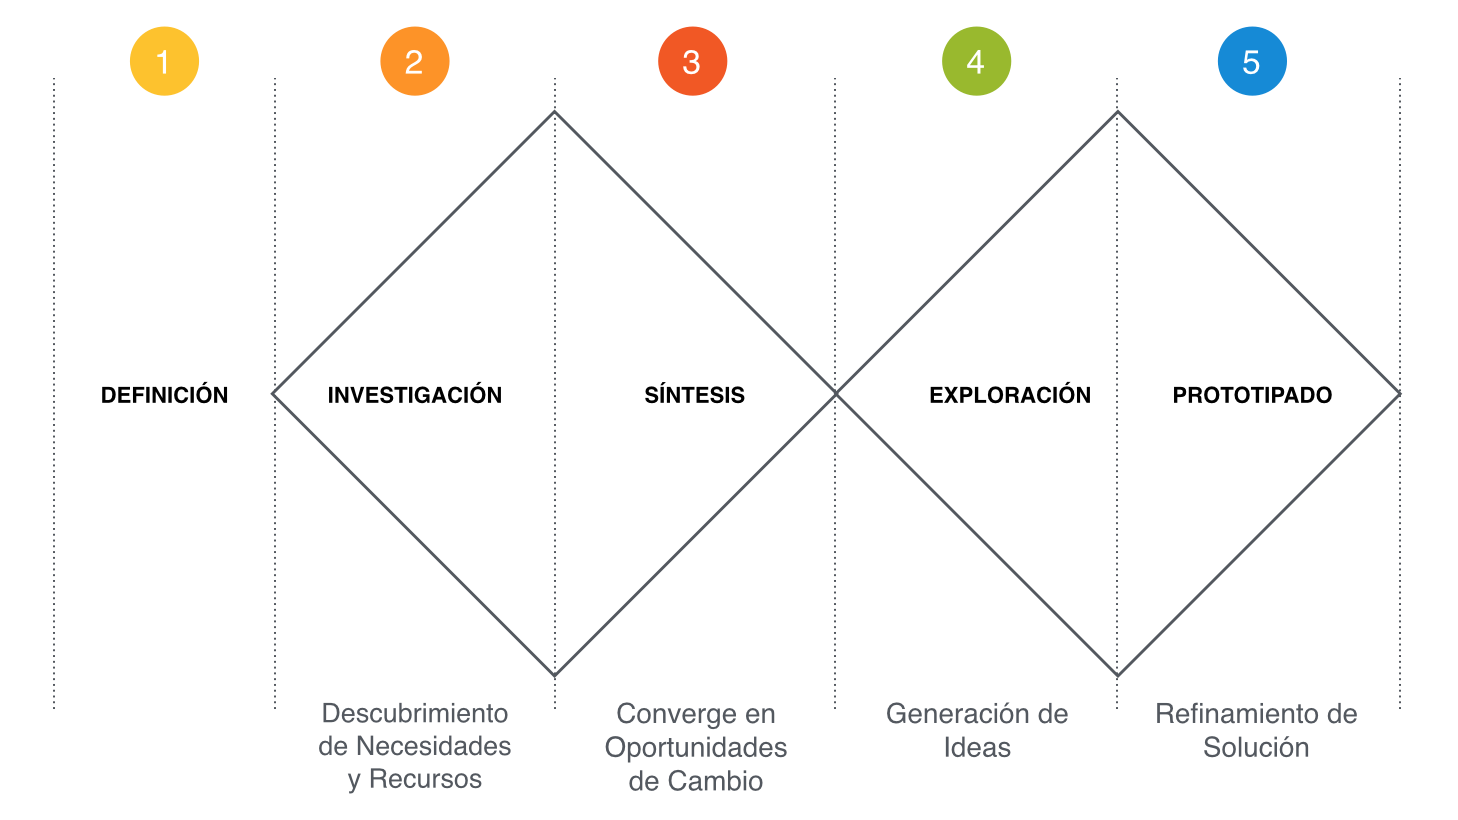 1
2
3
4
5
DEFINICIÓN
INVESTIGACIÓN
SÍNTESIS
EXPLORACIÓN
PROTOTIPADO
Descubrimiento
de Necesidades
y Recursos
Converge en
Oportunidades
de Cambio
Generación de
Ideas
Refinamiento de
Solución